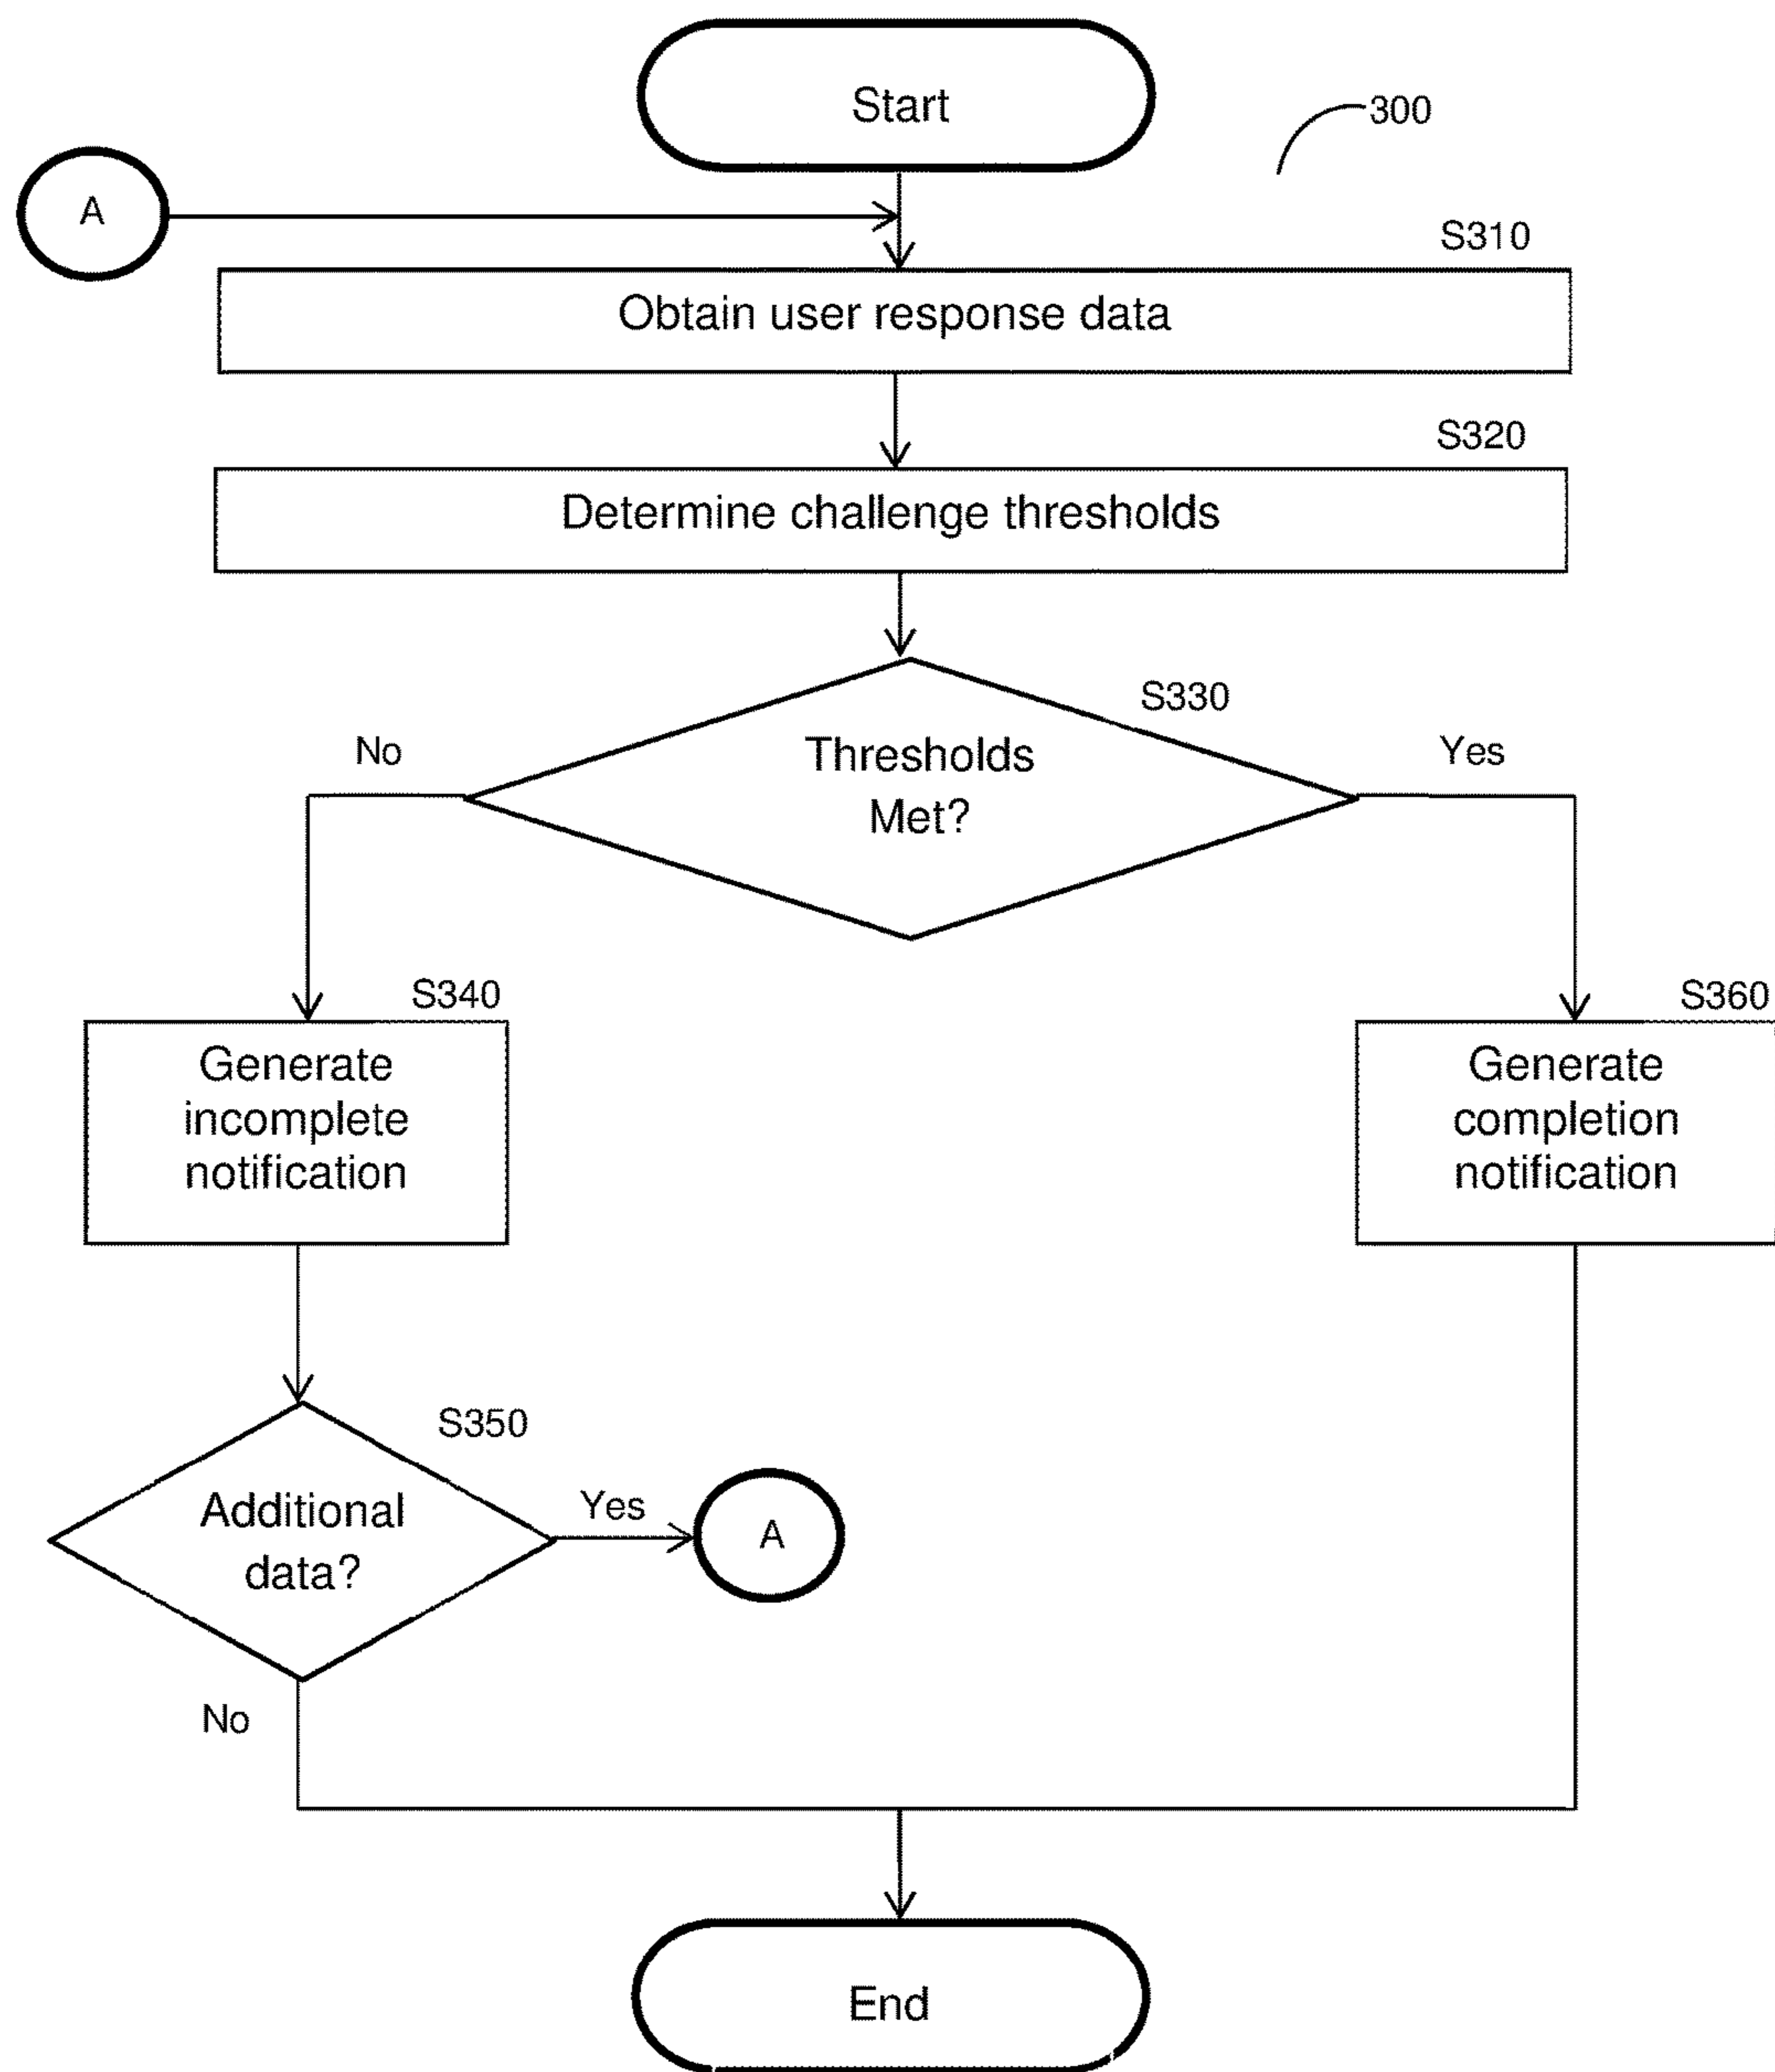 Start
300
A
S310
Obtain user response data
S320
Determine challenge thresholds
S330
No
Thresholds
Met?
Yes
S340
Generate
incomplete
notification
S360
Generate
completion
notification
S350
Additional
data?
Yes
A
No
End